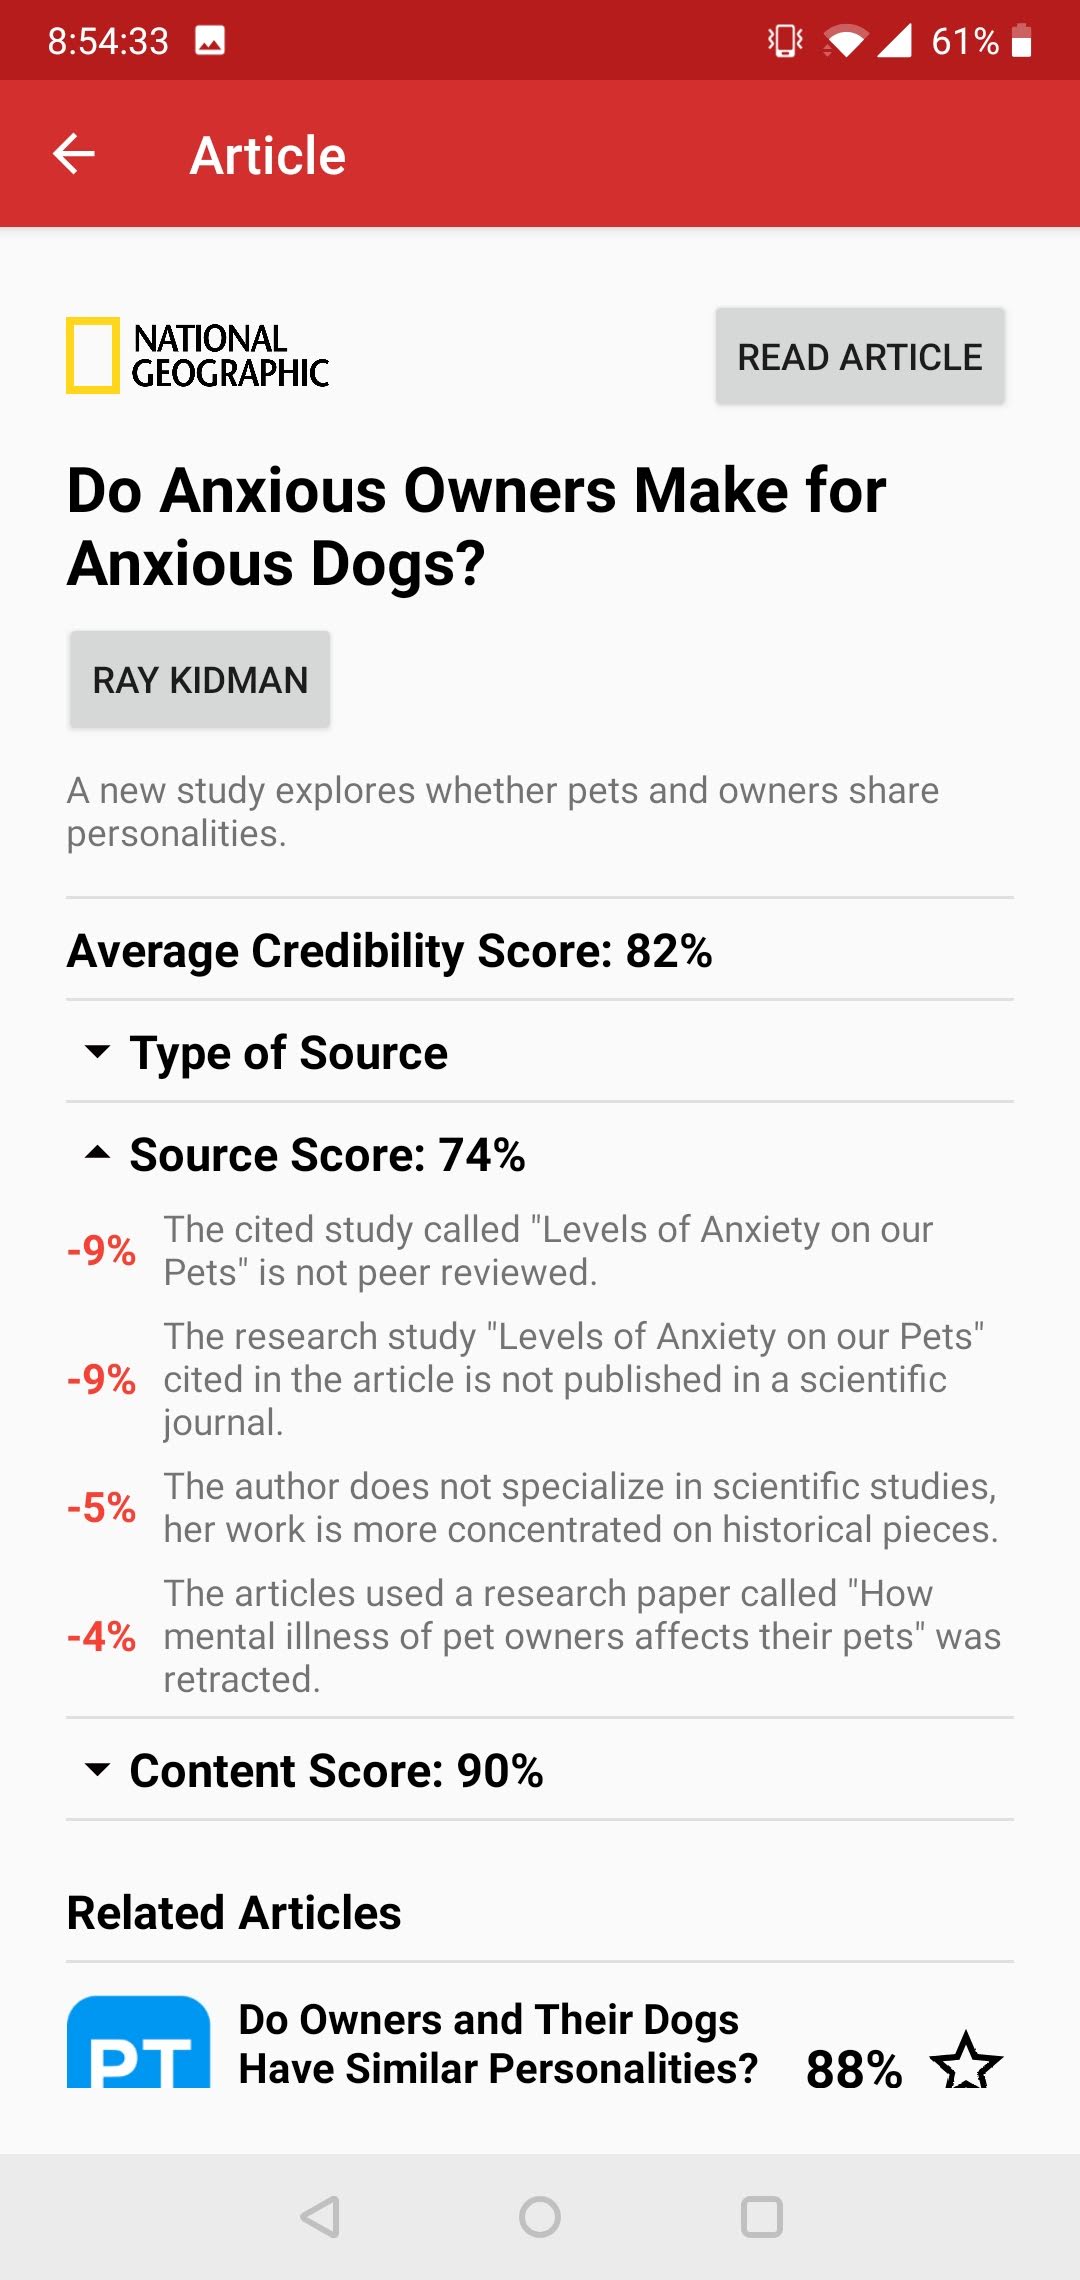 8:54:33
61%
Article
NATIONAL
GEOGRAPHIC
READ ARTICLE
Do Anxious Owners Make for
Anxious Dogs?
RAY KIDMAN
A new study explores whether pets and owners share
personalities.
Average Credibility Score: 82%
Type of Source
Source Score: 74%
-9%
The cited study called "Levels of Anxiety on our
Pets" is not peer reviewed.
-9%
The research study "Levels of Anxiety on our Pets"
cited in the article is not published in a scientific
journal.
-5%
The author does not specialize in scientific studies,
her work is more concentrated on historical pieces.
-4%
The articles used a research paper called "How
mental illness of pet owners affects their pets" was
retracted.
Content Score: 90%
Related Articles
PT
Do Owners and Their Dogs
Have Similar Personalities?
88%